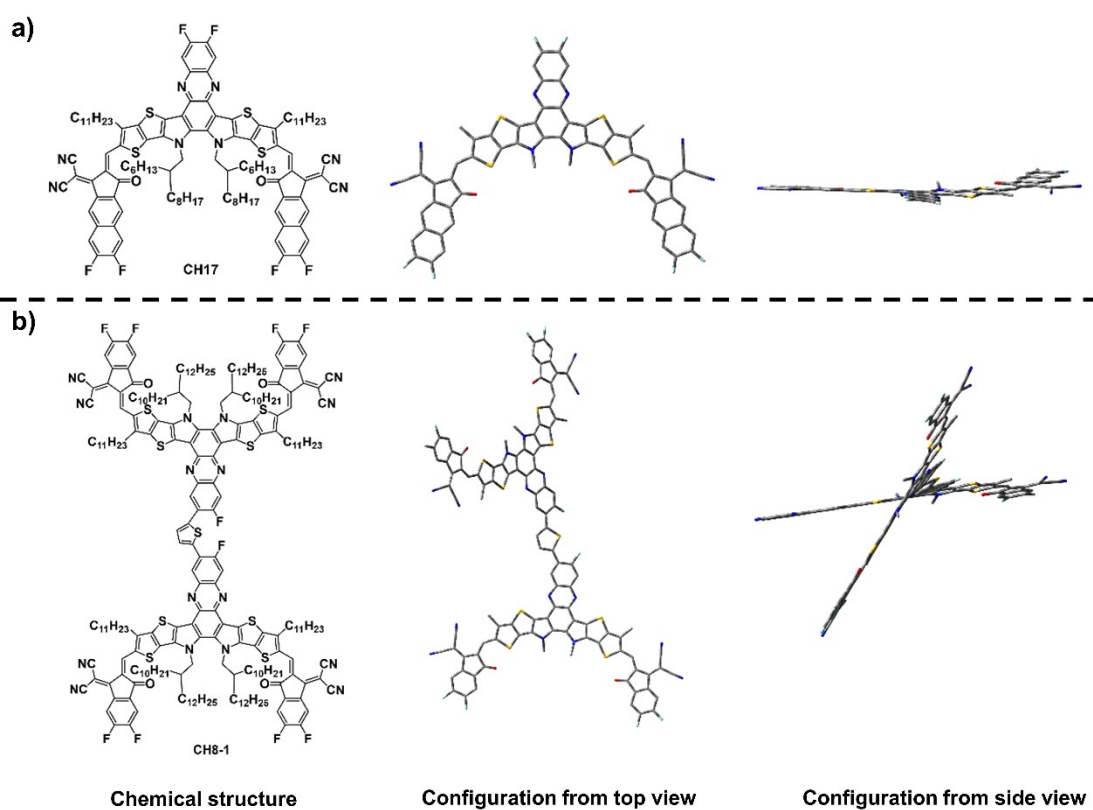 a)
F F
N N
C₁₁H₂₃ S S C₁₁H₂₃
S N N S
NC O C₆H₁₃ C₆H₁₃ O CN
CN CN
C₈H₁₇ C₈H₁₇
F F F F
CH17
b)
F F F F
C₁₂H₂₅ C₁₂H₂₅
NC O C₁₀H₂₁ C₁₀H₂₁ O CN
NC CN
S N N S
C₁₁H₂₃ S S C₁₁H₂₃
N N
F
S
F
N N
C₁₁H₂₃ S S C₁₁H₂₃
S N N S
NC O C₁₀H₂₁ C₁₀H₂₁ O CN
CN CN
C₁₂H₂₅ C₁₂H₂₅
F F F F
CH8-1
Chemical structure Configuration from top view Configuration from side view